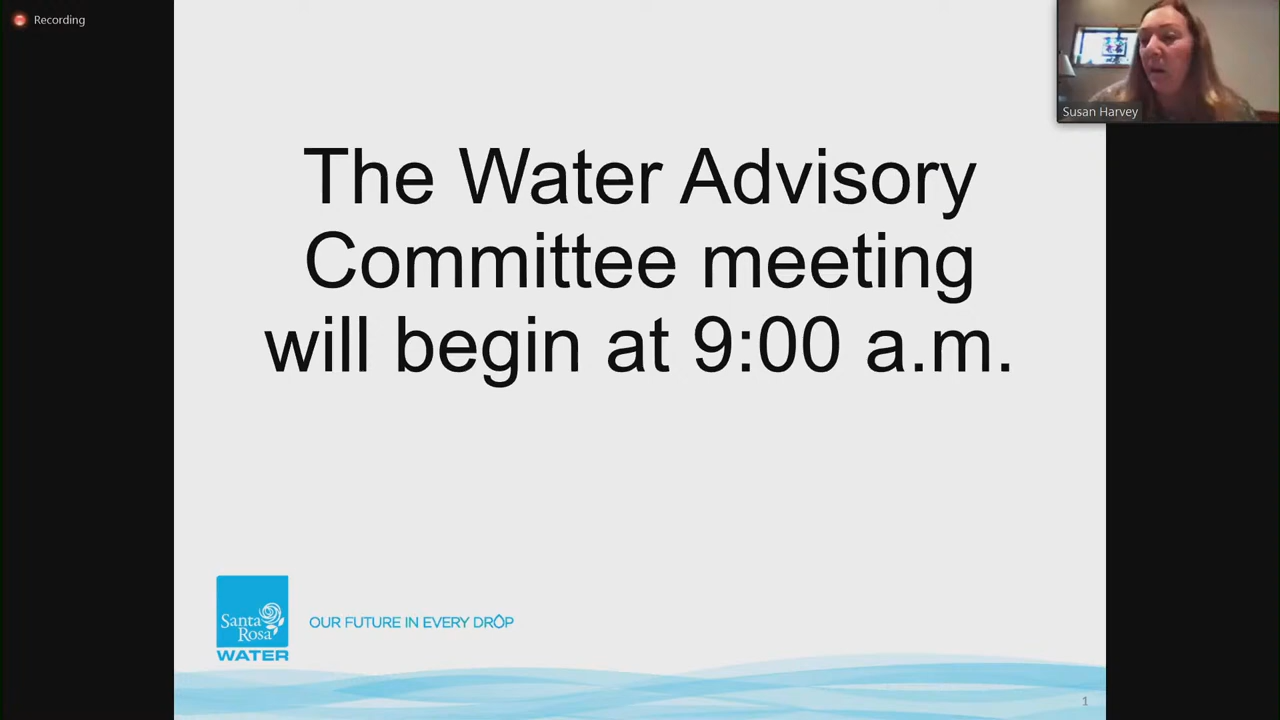 Recording
Susan Harvey
The Water Advisory
Committee meeting
will begin at 9:00 a.m.
Santa
Rosa
WATER
OUR FUTURE IN EVERY DROP
1